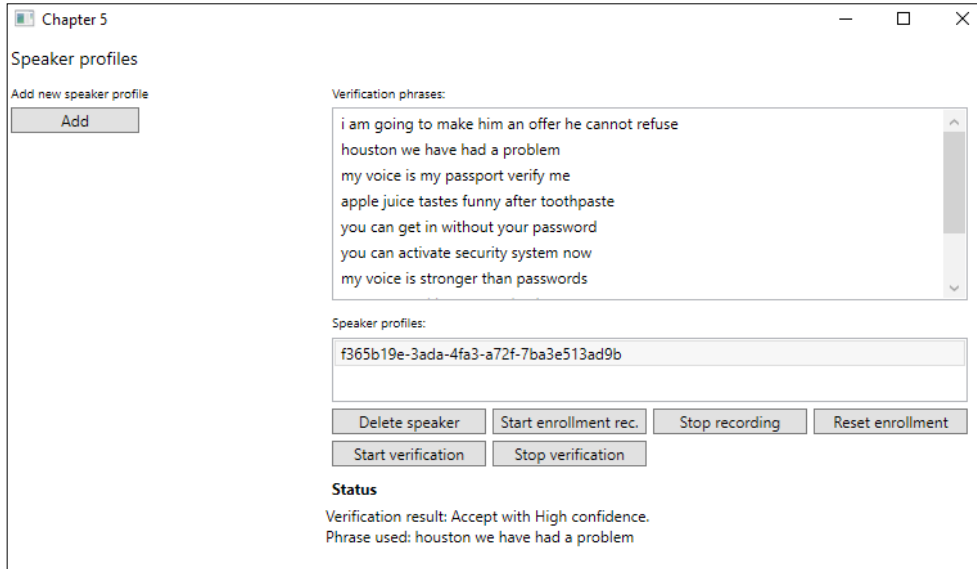 Chapter 5
Speaker profiles
Add new speaker profile
Add
Verification phrases:
i am going to make him an offer he cannot refuse
houston we have had a problem
my voice is my passport verify me
apple juice tastes funny after toothpaste
you can get in without your password
you can activate security system now
my voice is stronger than passwords
Speaker profiles:
f365b19e-3ada-4fa3-a72f-7ba3e513ad9b
Delete speaker Start enrollment rec. Stop recording Reset enrollment
Start verification Stop verification
Status
Verification result: Accept with High confidence.
Phrase used: houston we have had a problem